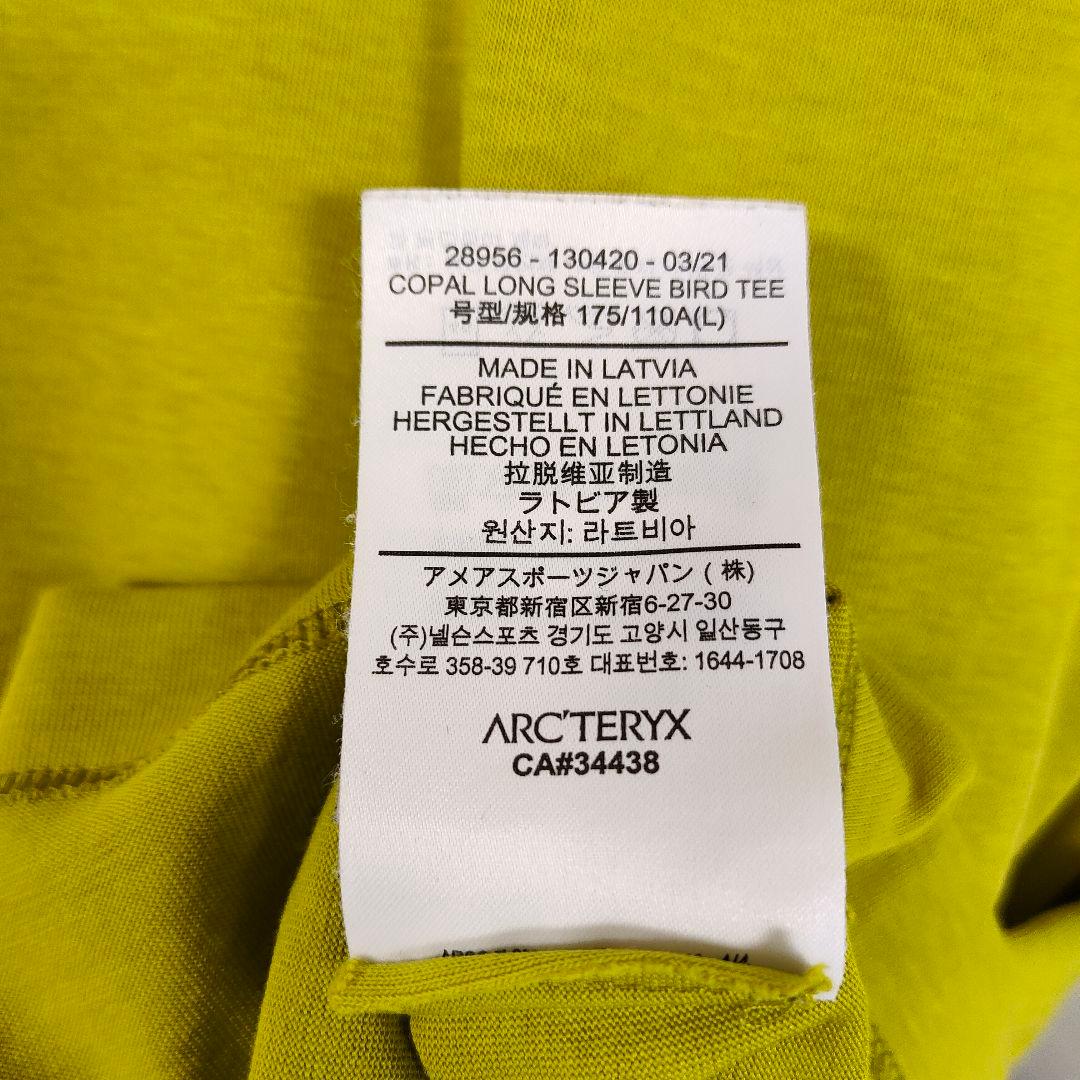 28956 - 130420 - 03/21
COPAL LONG SLEEVE BIRD TEE
号型/规格 175/110A(L)
MADE IN LATVIA
FABRIQUÉ EN LETTONIE
HERGESTELLT IN LETTLAND
HECHO EN LETONIA
拉脱维亚制造
ラトビア製
원산지: 라트비아
アメアスポーツジャパン ( 株)
東京都新宿区新宿6-27-30
(주)넬슨스포츠 경기도 고양시 일산동구
호수로 358-39 710호 대표번호: 1644-1708
ARC'TERYX
CA#34438